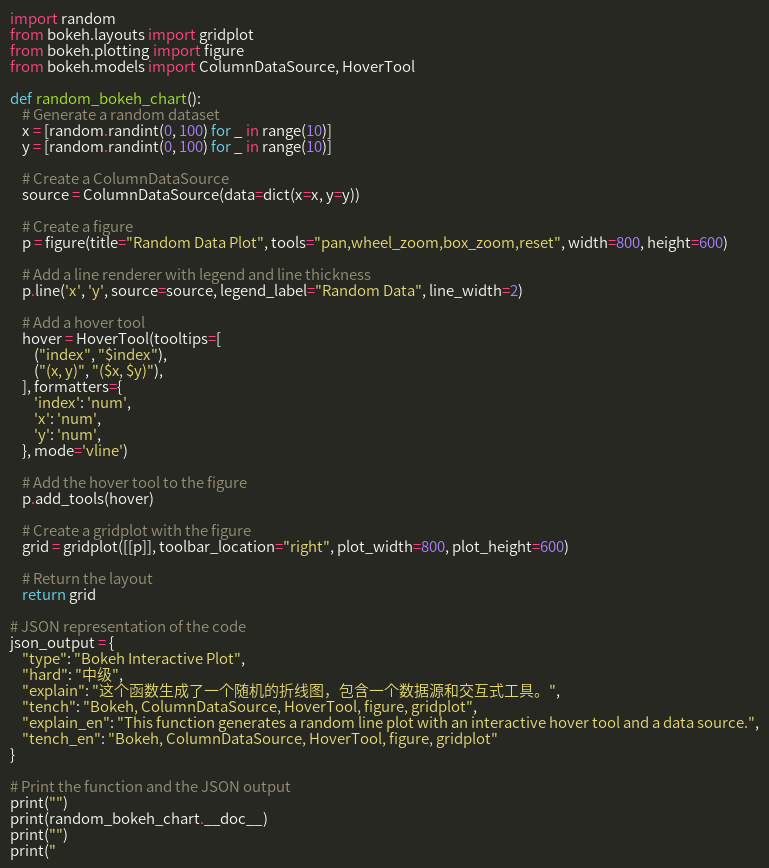 import random
from bokeh.layouts import gridplot
from bokeh.plotting import figure
from bokeh.models import ColumnDataSource, HoverTool

def random_bokeh_chart():
    # Generate a random dataset
    x = [random.randint(0, 100) for _ in range(10)]
    y = [random.randint(0, 100) for _ in range(10)]

    # Create a ColumnDataSource
    source = ColumnDataSource(data=dict(x=x, y=y))

    # Create a figure
    p = figure(title="Random Data Plot", tools="pan,wheel_zoom,box_zoom,reset", width=800, height=600)

    # Add a line renderer with legend and line thickness
    p.line('x', 'y', source=source, legend_label="Random Data", line_width=2)

    # Add a hover tool
    hover = HoverTool(tooltips=[
        ("index", "$index"),
        ("(x, y)", "($x, $y)"),
    ], formatters={
        'index': 'num',
        'x': 'num',
        'y': 'num',
    }, mode='vline')

    # Add the hover tool to the figure
    p.add_tools(hover)

    # Create a gridplot with the figure
    grid = gridplot([[p]], toolbar_location="right", plot_width=800, plot_height=600)

    # Return the layout
    return grid

# JSON representation of the code
json_output = {
    "type": "Bokeh Interactive Plot",
    "hard": "中级",
    "explain": "这个函数生成了一个随机的折线图，包含一个数据源和交互式工具。",
    "tench": "Bokeh, ColumnDataSource, HoverTool, figure, gridplot",
    "explain_en": "This function generates a random line plot with an interactive hover tool and a data source.",
    "tench_en": "Bokeh, ColumnDataSource, HoverTool, figure, gridplot"
}

# Print the function and the JSON output
print("")
print(random_bokeh_chart.__doc__)
print("")
print("